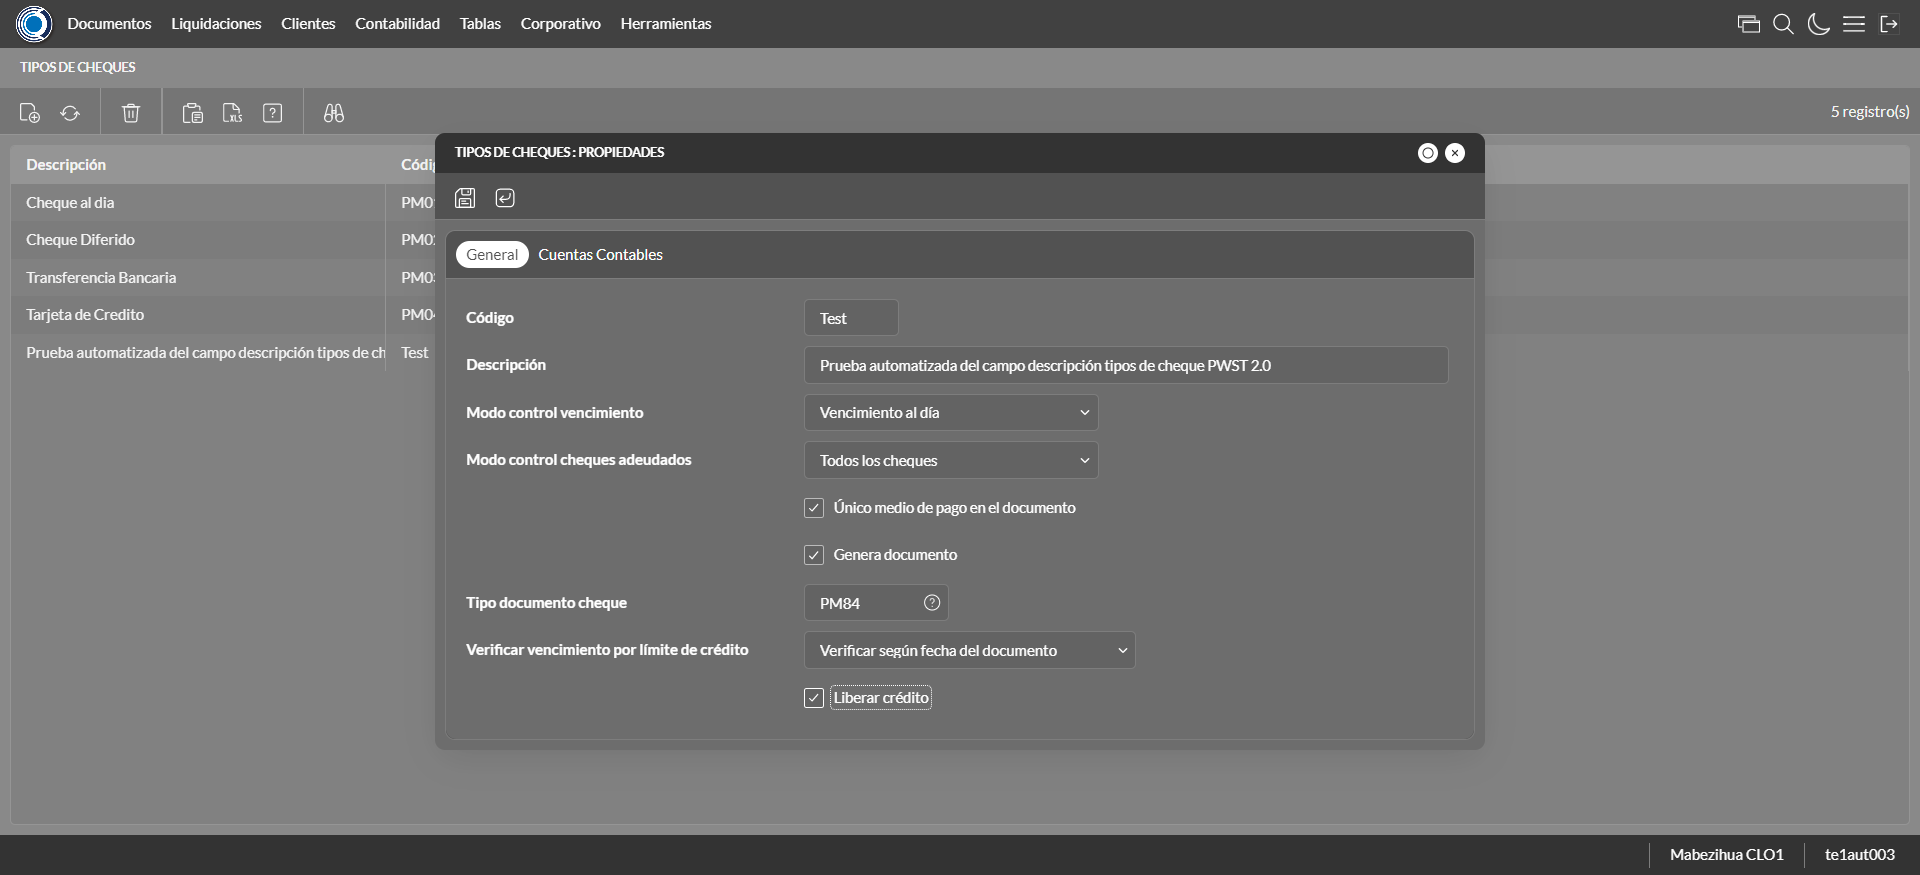 Documentos Liquidaciones Clientes Contabilidad Tablas Corporativo Herramientas
TIPOS DE CHEQUES
XLS
5 registro(s)
Descripción
Cheque al dia
Cheque Diferido
Transferencia Bancaria
Tarjeta de Credito
Prueba automatizada del campo descripción tipos de ch Test
TIPOS DE CHEQUES : PROPIEDADES
General Cuentas Contables
Código Test
Descripción Prueba automatizada del campo descripción tipos de cheque PWST 2.0
Modo control vencimiento Vencimiento al día
Modo control cheques adeudados Todos los cheques
Único medio de pago en el documento
Genera documento
Tipo documento cheque PM84
Verificar vencimiento por límite de crédito Verificar según fecha del documento
Liberar crédito
Mabezihua CLO1 te1aut003